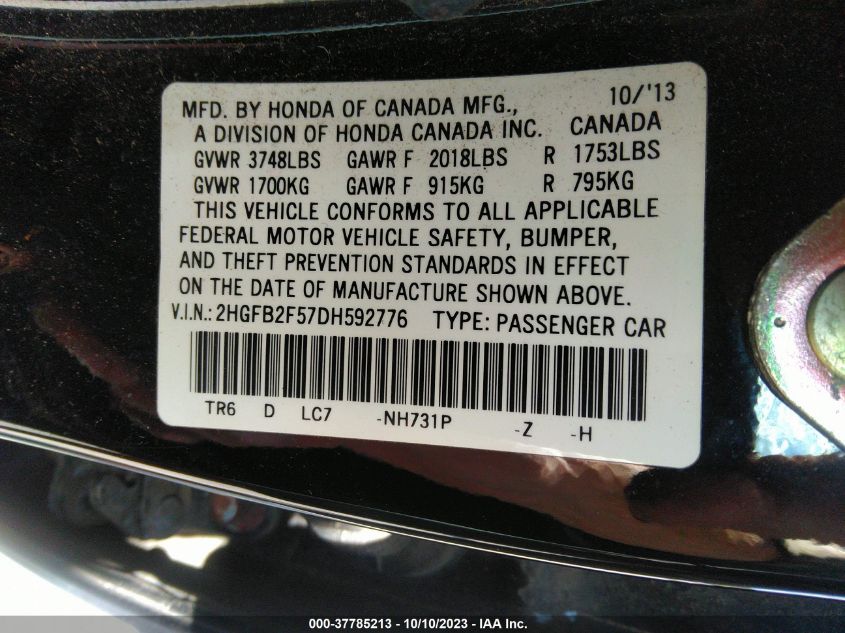 MFD. BY HONDA OF CANADA MFG., 10/'13
A DIVISION OF HONDA CANADA INC. CANADA
GVWR 3748LBS GAWR F 2018LBS R 1753LBS
GVWR 1700KG GAWR F 915KG R 795KG
THIS VEHICLE CONFORMS TO ALL APPLICABLE
FEDERAL MOTOR VEHICLE SAFETY, BUMPER,
AND THEFT PREVENTION STANDARDS IN EFFECT
ON THE DATE OF MANUFACTURE SHOWN ABOVE.
V.I.N.: 2HGFB2F57DH592776 TYPE: PASSENGER CAR
TR6 D LC7 -NH731P -Z -H
000-37785213 - 10/10/2023 - IAA Inc.